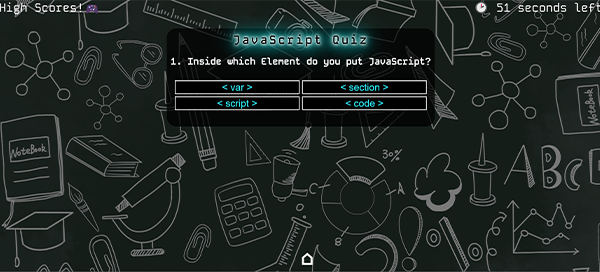 High Scores!
51 seconds left
JavaScript Quiz
1. Inside which Element do you put JavaScript?
< var >
< section >
< script >
< code >
NoteBook
NoteBook
30%
C
A
B
ABC